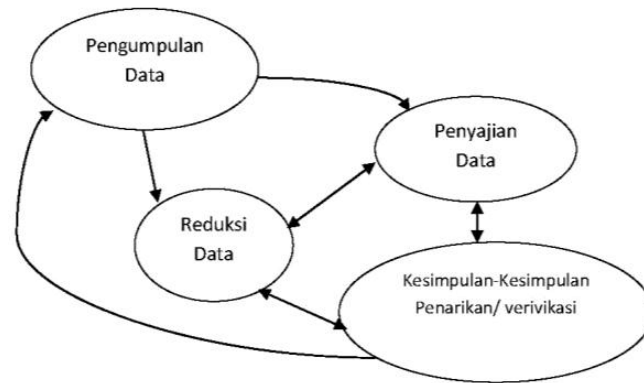 Pengumpulan
Data
Penyajian
Data
Reduksi
Data
Kesimpulan-Kesimpulan
Penarikan/ verivikasi